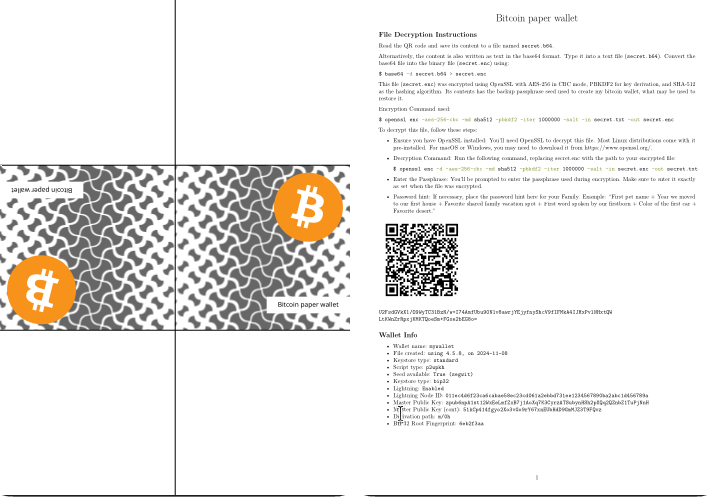 Bitcoin paper wallet
Bitcoin paper wallet
Bitcoin paper wallet
File Decryption Instructions
Read the QR code and save its content to a file named secret.b64.
Alternatively, the content is also written as text in the base64 format. Type it into a text file (secret.b64). Convert the
base64 file into the binary file (secret.enc) using:
$ base64 -d secret.b64 > secret.enc
This file (secret.enc) was encrypted using OpenSSL with AES-256 in CBC mode, PBKDF2 for key derivation, and SHA-512
as the hashing algorithm. Its contents has the backup passphrase seed used to create my bitcoin wallet, what may be used to
restore it.
Encryption Command used:
$ openssl enc -aes-256-cbc -md sha512 -pbkdf2 -iter 1000000 -salt -in secret.txt -out secret.enc
To decrypt this file, follow these steps:
• Ensure you have OpenSSL installed: You'll need OpenSSL to decrypt this file. Most Linux distributions come with it
pre-installed. For macOS or Windows, you may need to download it from https://www.openssl.org/.
• Decryption Command: Run the following command, replacing secret.enc with the path to your encrypted file
$ openssl enc -d -aes-256-cbc -md sha512 -pbkdf2 -iter 1000000 -salt -in secret.enc -out secret.txt
• Enter the Passphrase: You'll be prompted to enter the passphrase used during encryption. Make sure to enter it exactly
as set when the file was encrypted.
• Password hint: If necessary, place the password hint here for your Family. Example: "First pet name + Year we moved
to our first home + Favorite shared family vacation spot + First word spoken by our firstborn + Color of the first car +
Favorite desert."
Wallet Info
• Wallet name: mywallet
• File created: using 4.5.8, on 2024-11-08
• Keystore type: standard
• Script type: p2wpkh
• Seed available: True (segwit)
• Keystore type: bip32
• Lightning: Enabled
• Lightning Node ID:
• Master Public Key:
• Master Public Key (cont):
• Derivation path: m/0h
• BIP32 Root Fingerprint:
1